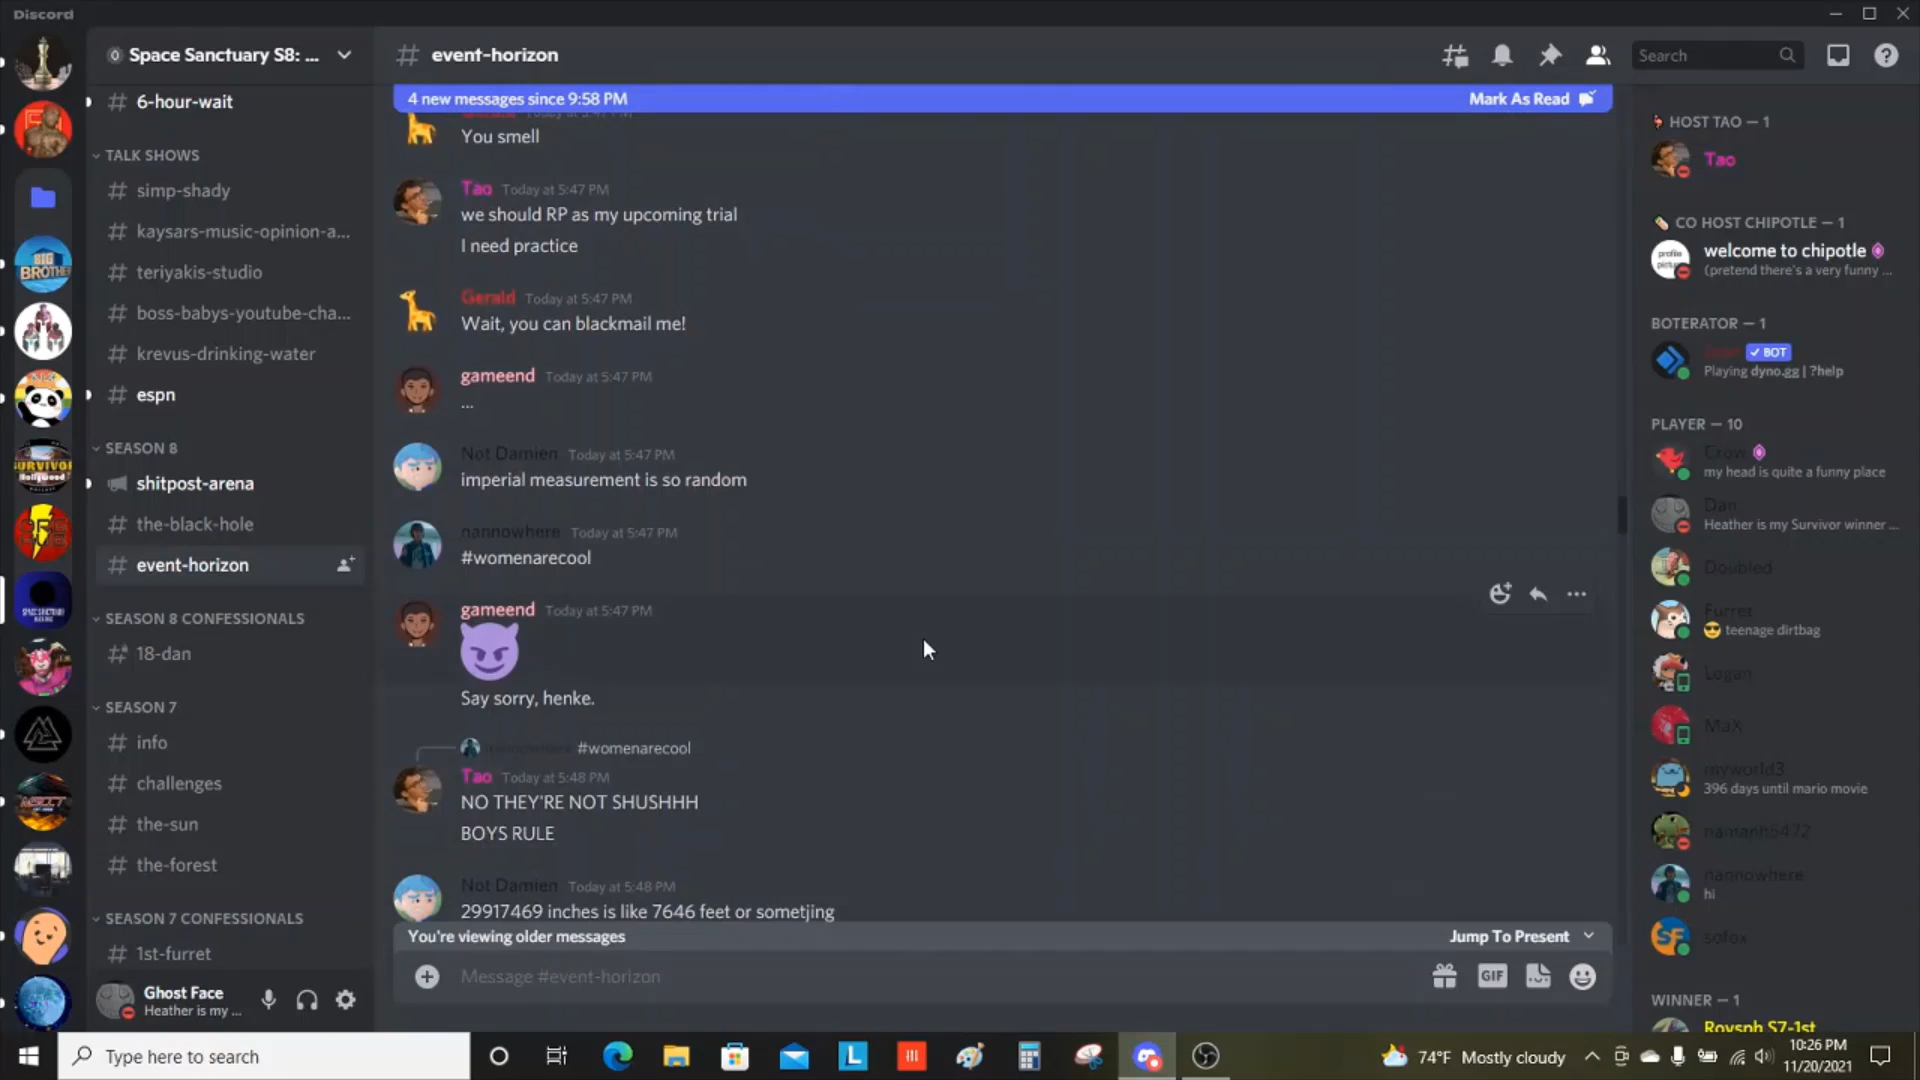 Discord
Space Sanctuary S8: ...
event-horizon
Search
6-hour-wait
TALK SHOWS
simp-shady
kaysars-music-opinion-a...
teriyakis-studio
boss-babys-youtube-cha...
krevus-drinking-water
espn
SEASON 8
shitpost-arena
the-black-hole
event-horizon
SEASON 8 CONFESSIONALS
18-dan
SEASON 7
info
challenges
the-sun
the-forest
SEASON 7 CONFESSIONALS
1st-furret
Ghost Face
Heather is my ...
BIG BROTHER
4 new messages since 9:58 PM
Mark As Read
You smell
Tao Today at 5:47 PM
we should RP as my upcoming trial
I need practice
Gerald Today at 5:47 PM
Wait, you can blackmail me!
gameend Today at 5:47 PM
...
Not Damien Today at 5:47 PM
imperial measurement is so random
nannowhere Today at 5:47 PM
#womenarecool
gameend Today at 5:47 PM
Say sorry, henke.
#womenarecool
Tao Today at 5:48 PM
NO THEY'RE NOT SHUSHHH
BOYS RULE
Not Damien Today at 5:48 PM
29917469 inches is like 7646 feet or sometjing
You're viewing older messages
Jump To Present
Message #event-horizon
GIF
HOST TAO — 1
Tao
CO HOST CHIPOTLE — 1
welcome to chipotle
(pretend there's a very funny ...
BOTERATOR — 1
BOT
Playing dyno.gg | ?help
PLAYER — 10
Crow
my head is quite a funny place
Dan
Heather is my Survivor winner ...
Doubled
Furret
teenage dirtbag
Logan
MaX
myworld3
396 days until mario movie
namanh5472
nannowhere
hi
sofox
WINNER — 1
Roysph S7-1st
Type here to search
74°F Mostly cloudy
10:26 PM
11/20/2021